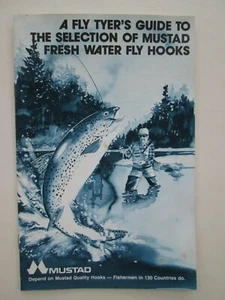 A FLY TYER'S GUIDE TO
THE SELECTION OF MUSTAD
FRESH WATER FLY HOOKS
MUSTAD
Depend on Mustad Quality Hooks — Fishermen in 130 Countries do.